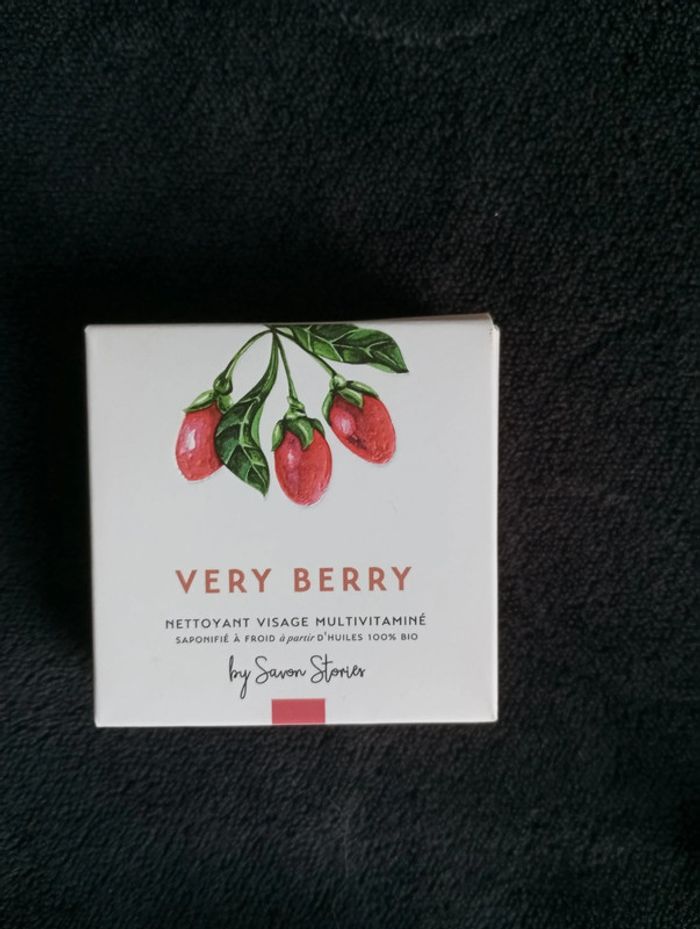 VERY BERRY
NETTOYANT VISAGE MULTIVITAMINÉ
SAPONIFIÉ À FROID à partir D'HUILES 100% BIO
by Savon Stories